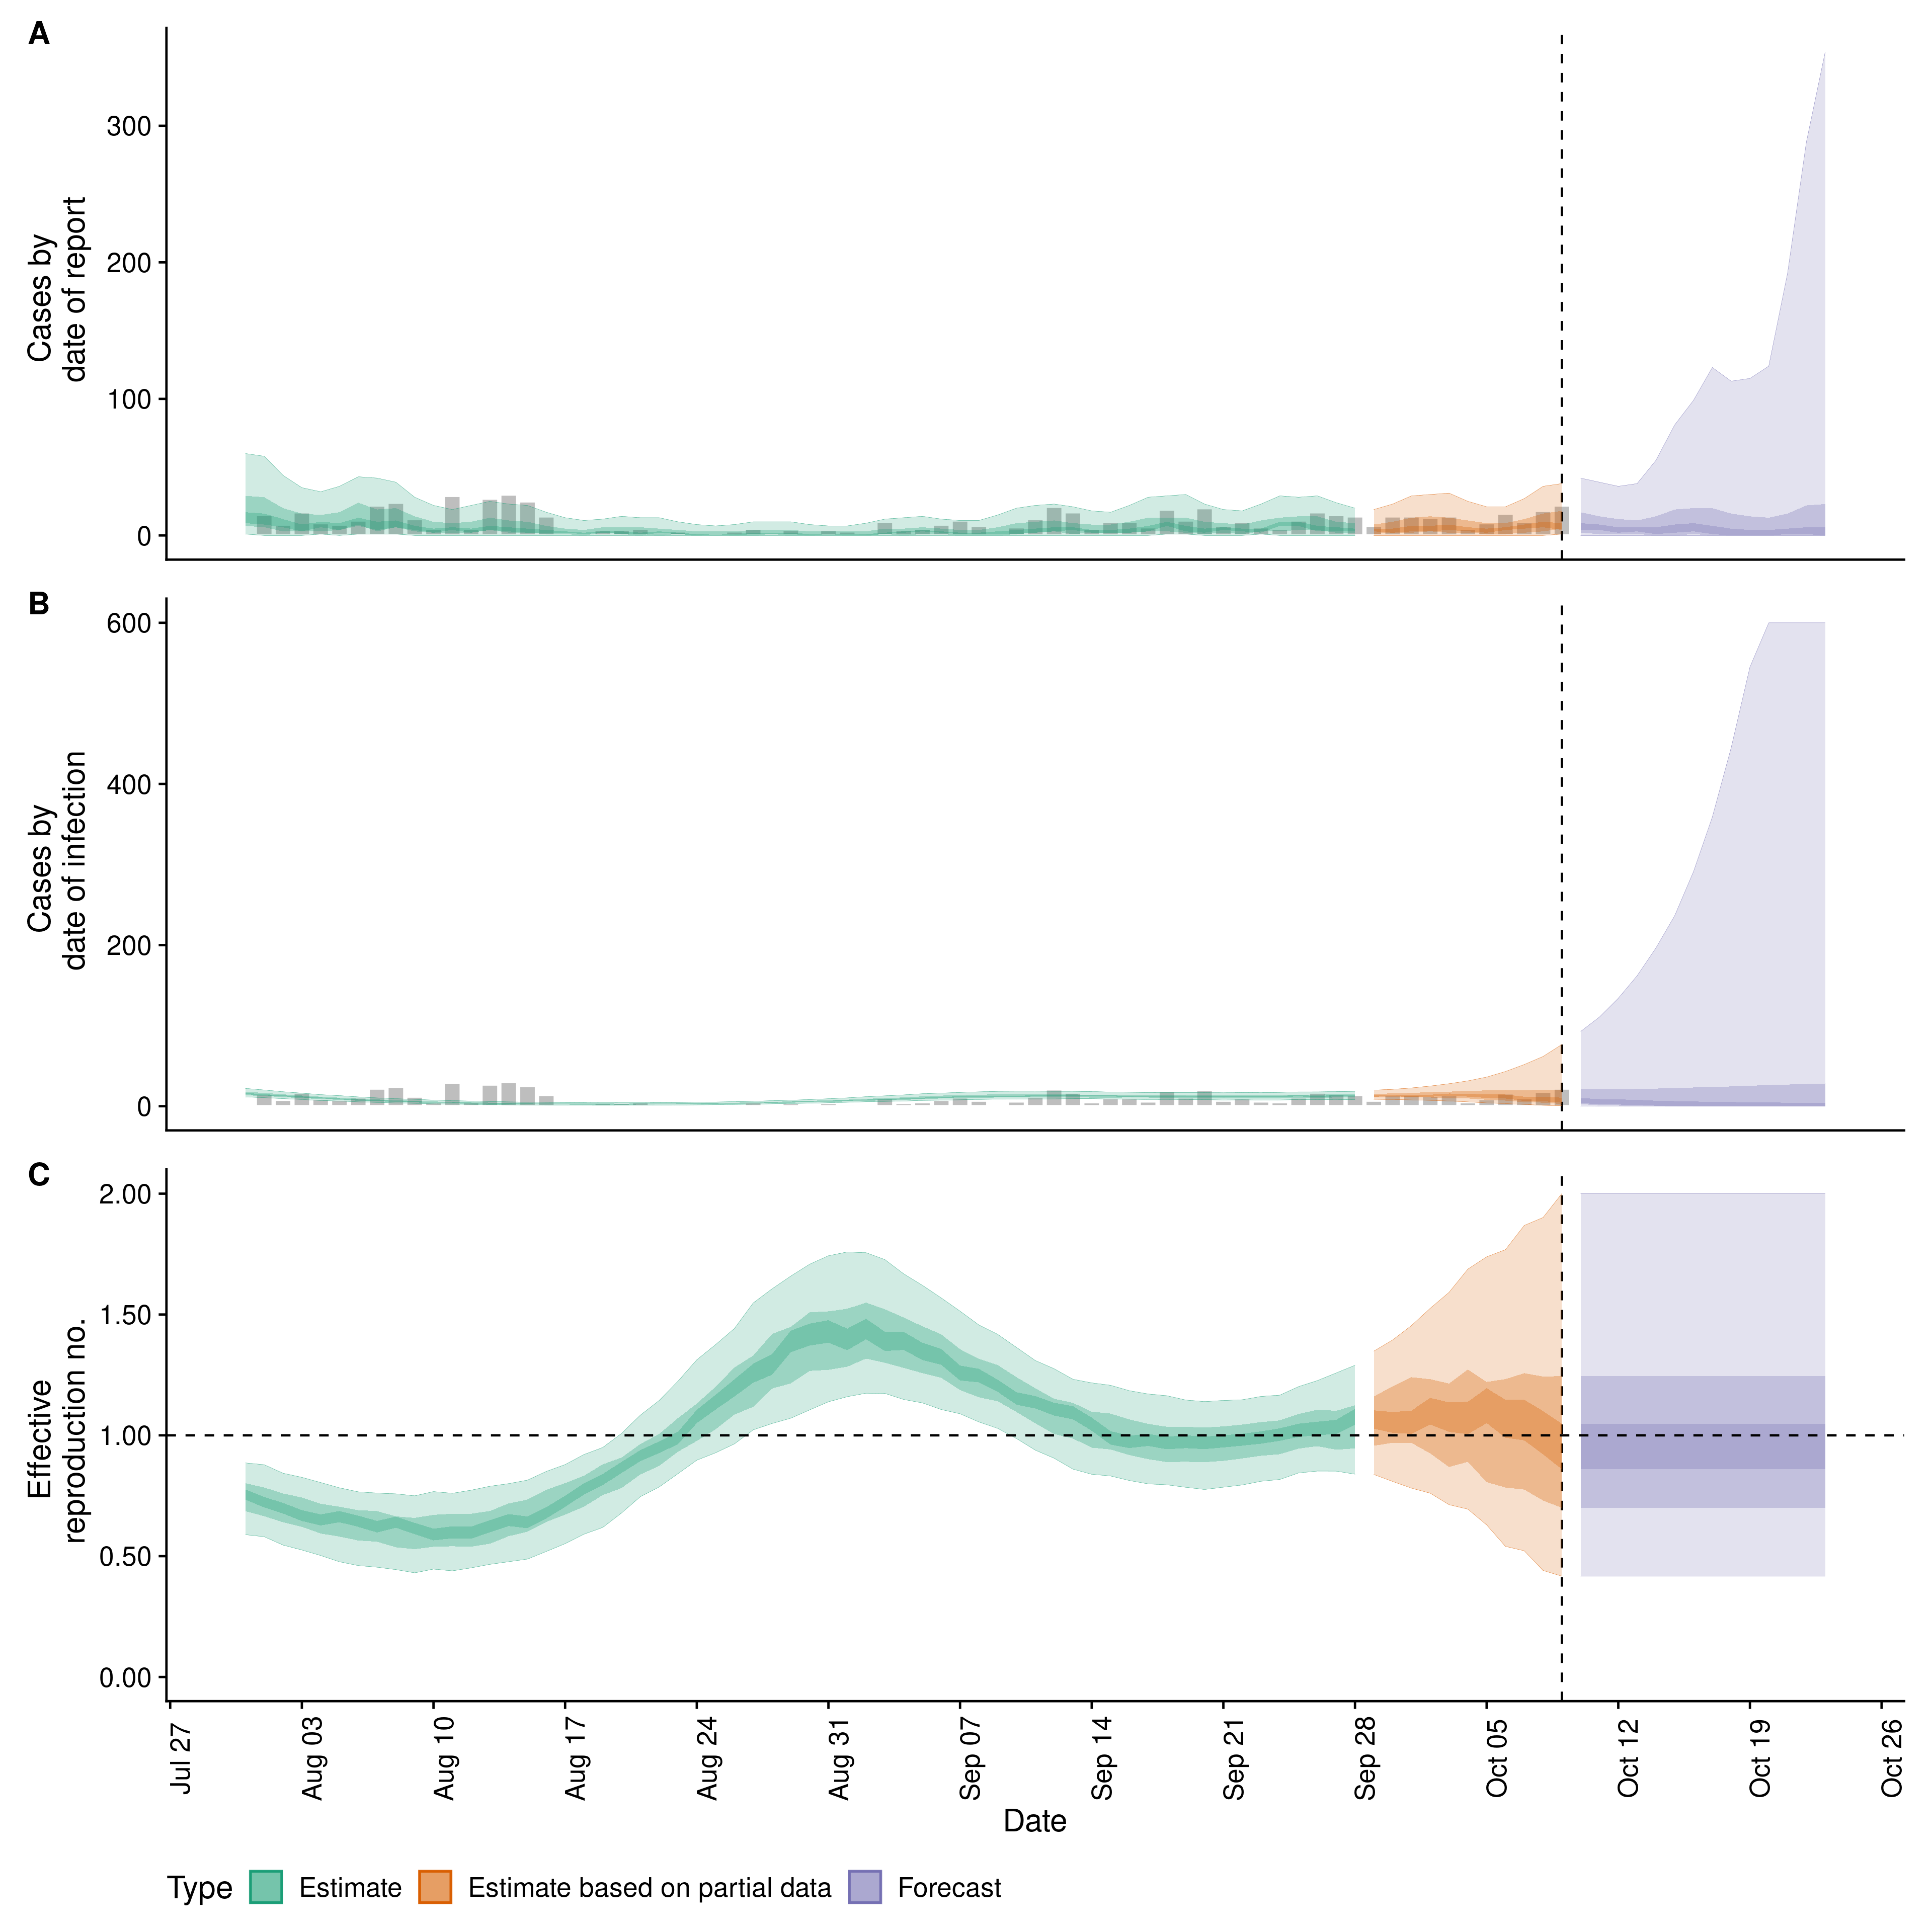 A
300
200
100
0
Cases by
date of report
B
600
400
200
0
Cases by
date of infection
C
2.00
1.50
1.00
0.50
0.00
Effective
reproduction no.
Jul 27
Aug 03
Aug 10
Aug 17
Aug 24
Aug 31
Sep 07
Sep 14
Sep 21
Sep 28
Oct 05
Oct 12
Oct 19
Oct 26
Date
Type Estimate Estimate based on partial data Forecast